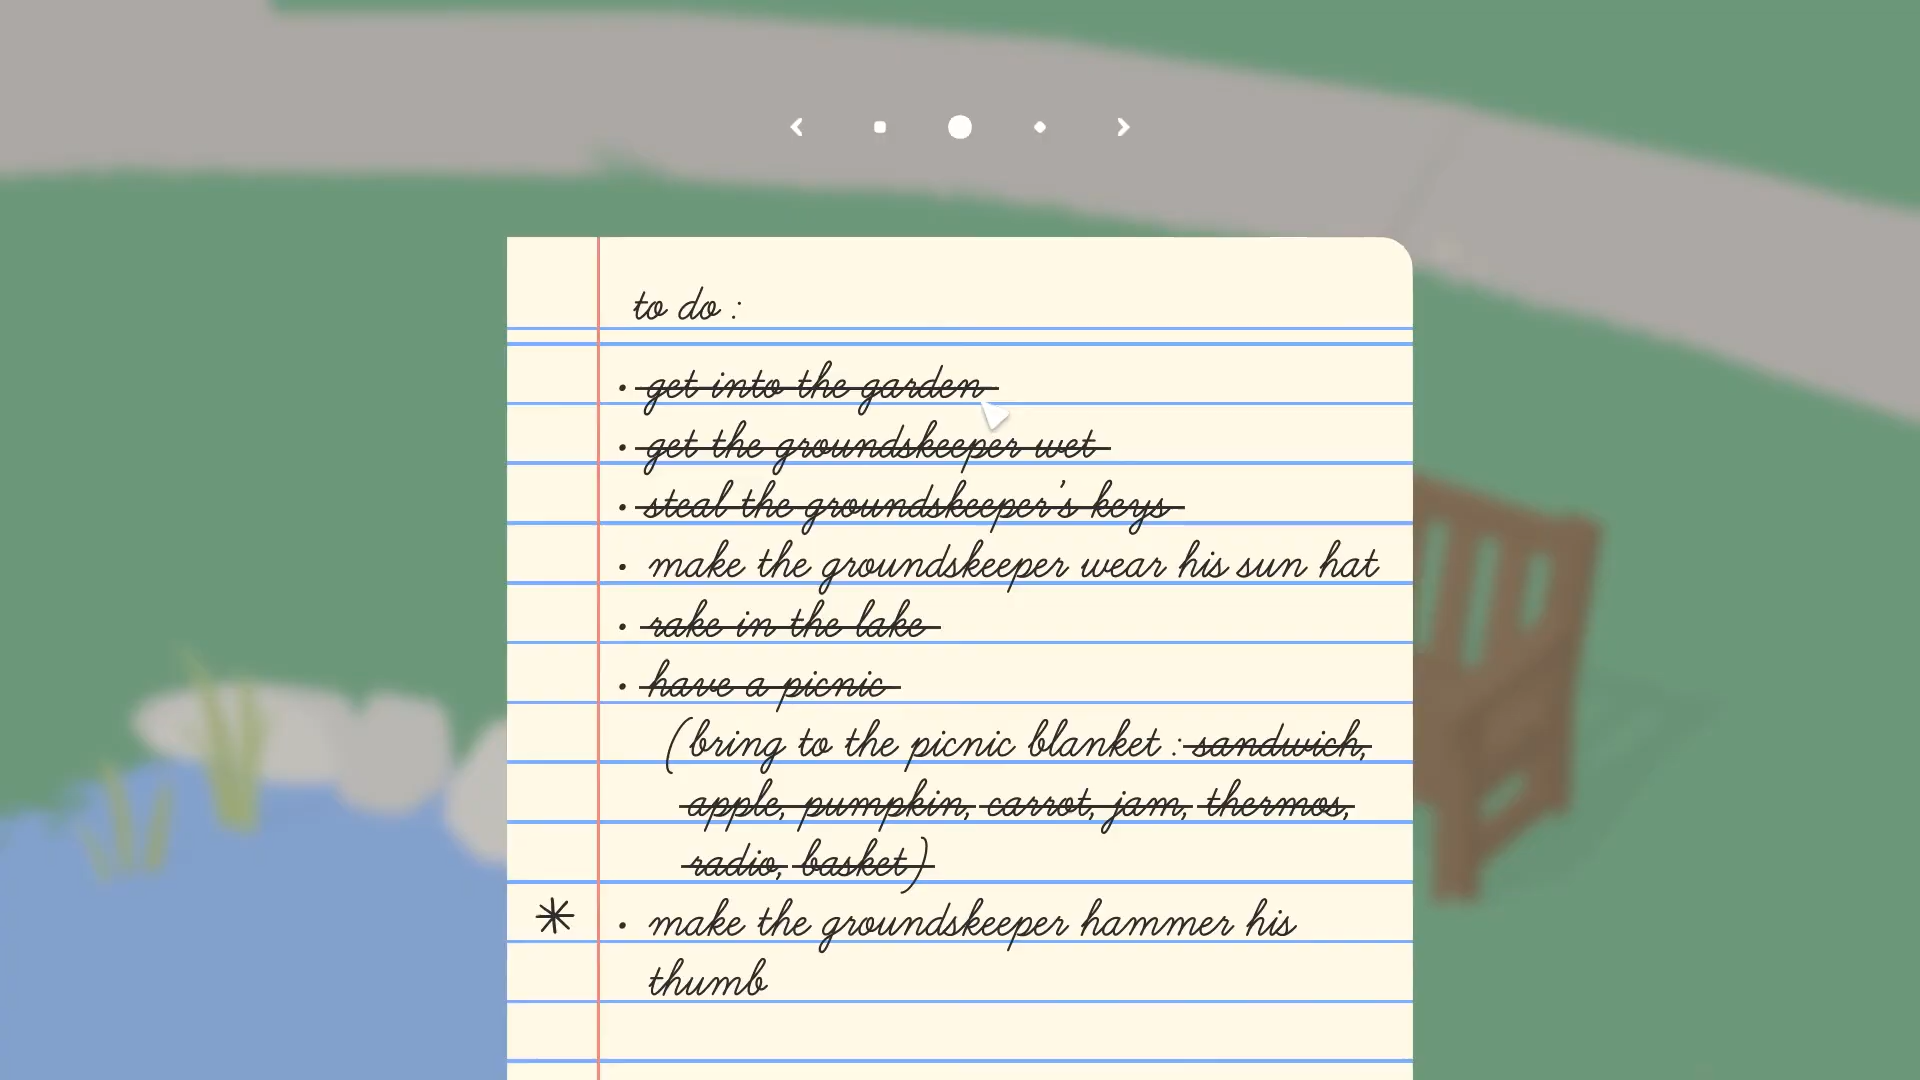 to do :
• get into the garden
• get the groundskeeper wet
• steal the groundskeeper's keys
• make the groundskeeper wear his sun hat
• rake in the lake
• have a picnic
(bring to the picnic blanket : sandwich,
apple, pumpkin, carrot, jam, thermos,
radio, basket)
* • make the groundskeeper hammer his
thumb